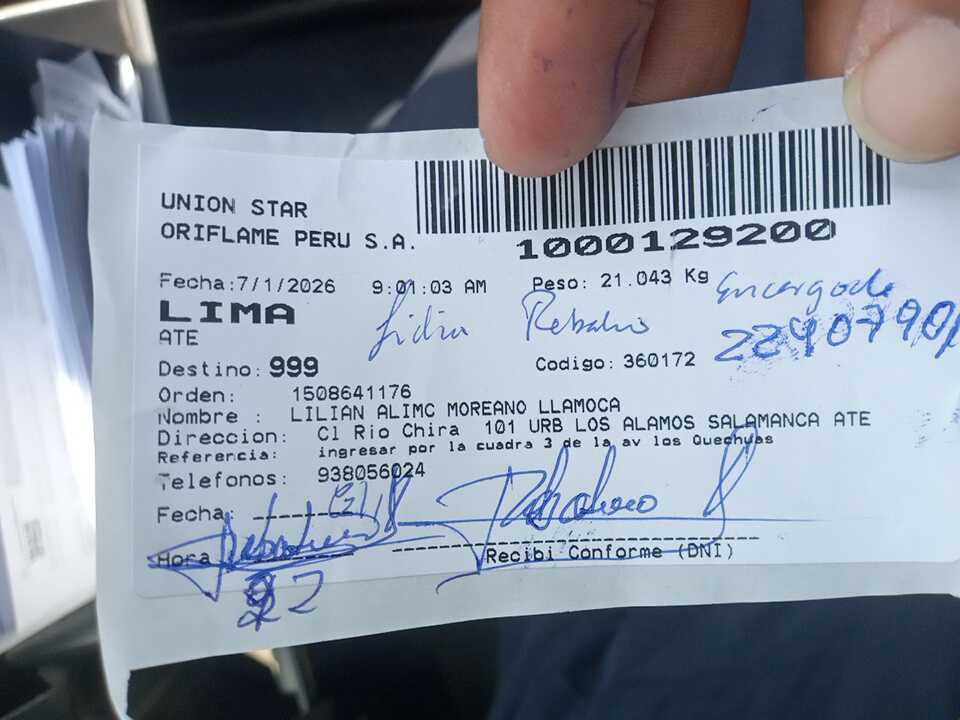 UNION STAR
ORIFLAME PERU S.A.
1000129200
Fecha:7/1/2026 9:01:03 AM Peso: 21.043 Kg
LIMA
ATE
Lidia Encargada
Destino: 999 Codigo: 360172
Orden: 1508641176
Nombre : LILIAN ALIMC MOREANO LLAMOCA
Direccion: Cl Rio Chira 101 URB LOS ALAMOS SALAMANCA ATE
Referencia: ingresar por la cuadra 3 de la av los Quechuas
Telefonos: 938056024
Fecha:
Hora Recibi Conforme (DNI)